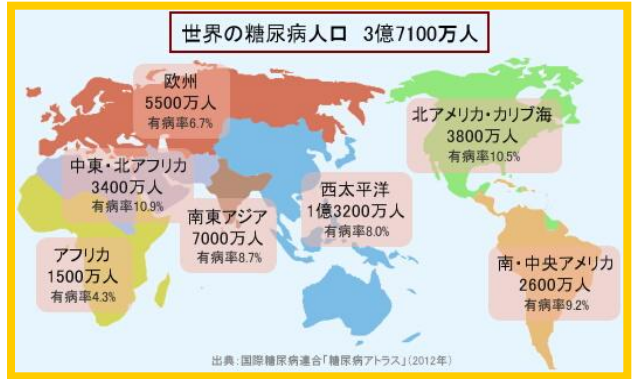 世界の糖尿病人口 3億7100万人
欧州
5500万人
有病率6.7%
北アメリカ・カリブ海
3800万人
有病率10.5%
中東・北アフリカ
3400万人
有病率10.9%
西太平洋
1億3200万人
有病率8.0%
南東アジア
7000万人
有病率8.7%
アフリカ
1500万人
有病率4.3%
南・中央アメリカ
2600万人
有病率9.2%
出典：国際糖尿病連合「糖尿病アトラス」（2012年）